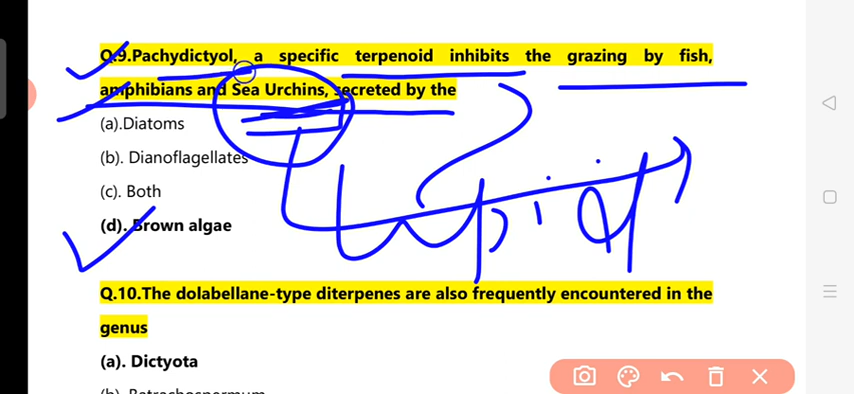 Q.9.Pachydictyol, a specific terpenoid inhibits the grazing by fish,
amphibians and Sea Urchins, secreted by the
(a).Diatoms
(b). Dianoflagellates
(c). Both
(d). Brown algae
Q.10.The dolabellane-type diterpenes are also frequently encountered in the
genus
(a). Dictyota
(b). Batrachospermum